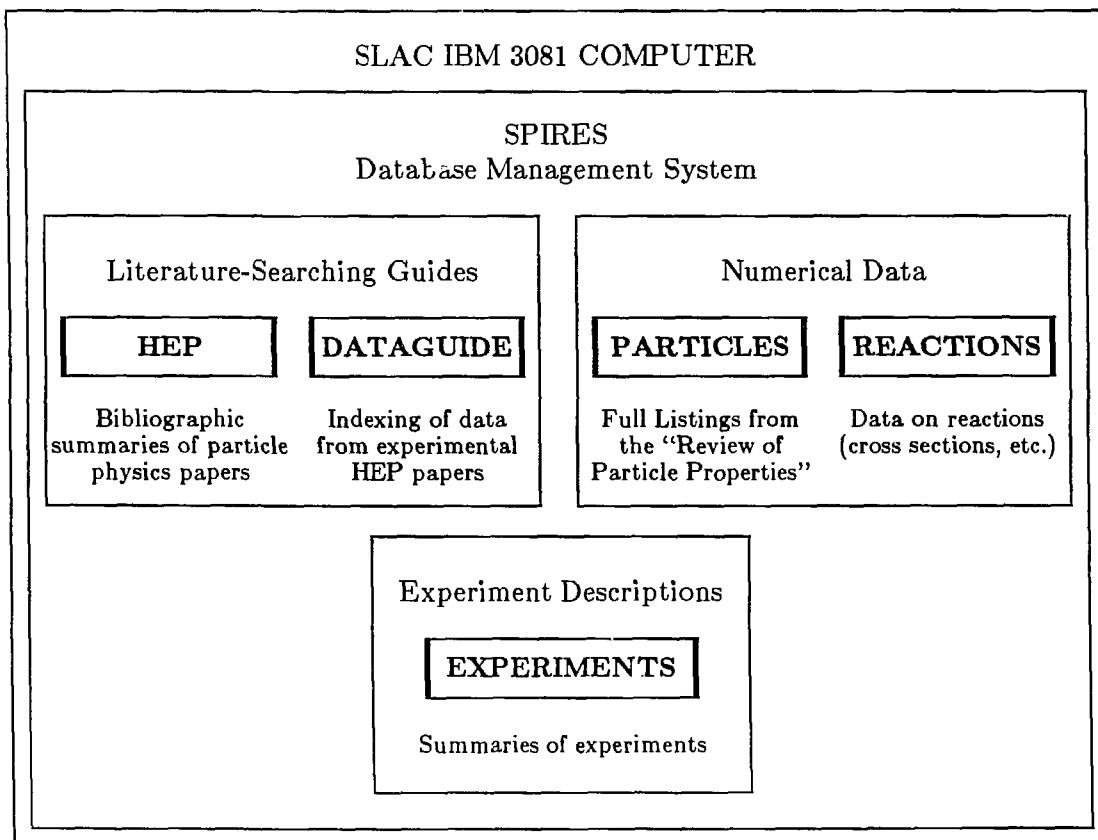 SLAC IBM 3081 COMPUTER
SPIRES
Database Management System
Literature-Searching Guides
HEP
DATAGUIDE
Bibliographic
summaries of particle
physics papers
Indexing of data
from experimental
HEP papers
Numerical Data
PARTICLES
REACTIONS
Full Listings from
the "Review of
Particle Properties"
Data on reactions
(cross sections, etc.)
Experiment Descriptions
EXPERIMENTS
Summaries of experiments